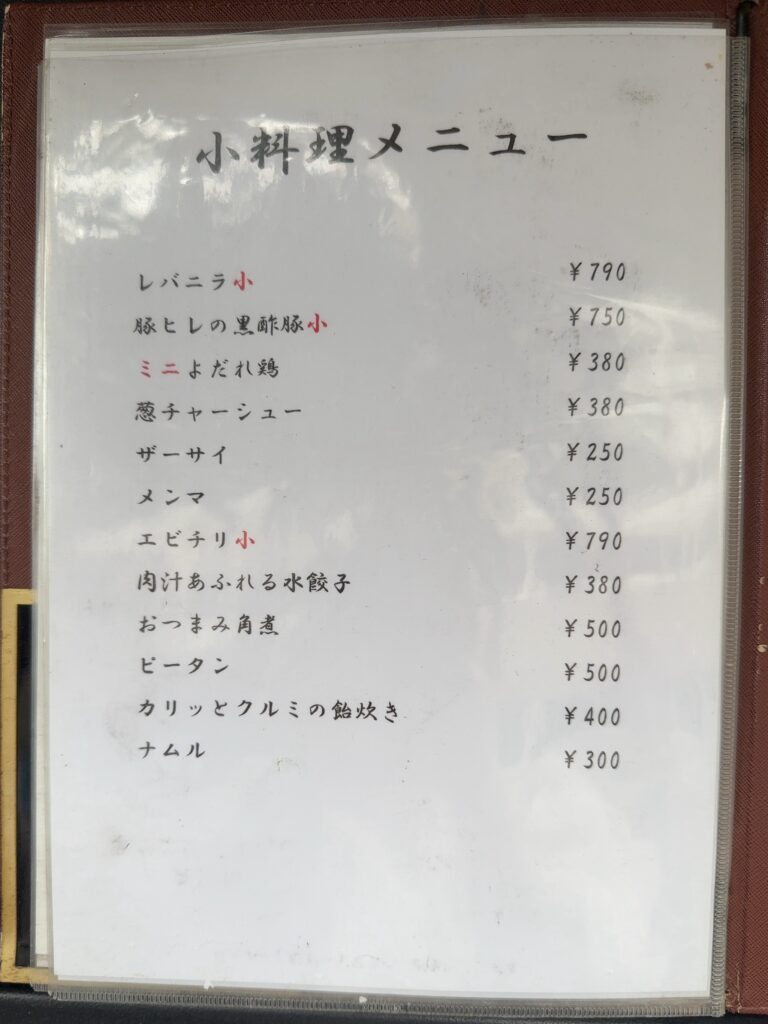 小料理メニュー
レバニラ小 ¥790
豚ヒレの黒酢豚小 ¥750
ミニよだれ鶏 ¥380
葱チャーシュー ¥380
ザーサイ ¥250
メンマ ¥250
エビチリ小 ¥790
肉汁あふれる水餃子 ¥380
おつまみ角煮 ¥500
ピータン ¥500
カリッとクルミの飴炊き ¥400
ナムル ¥300